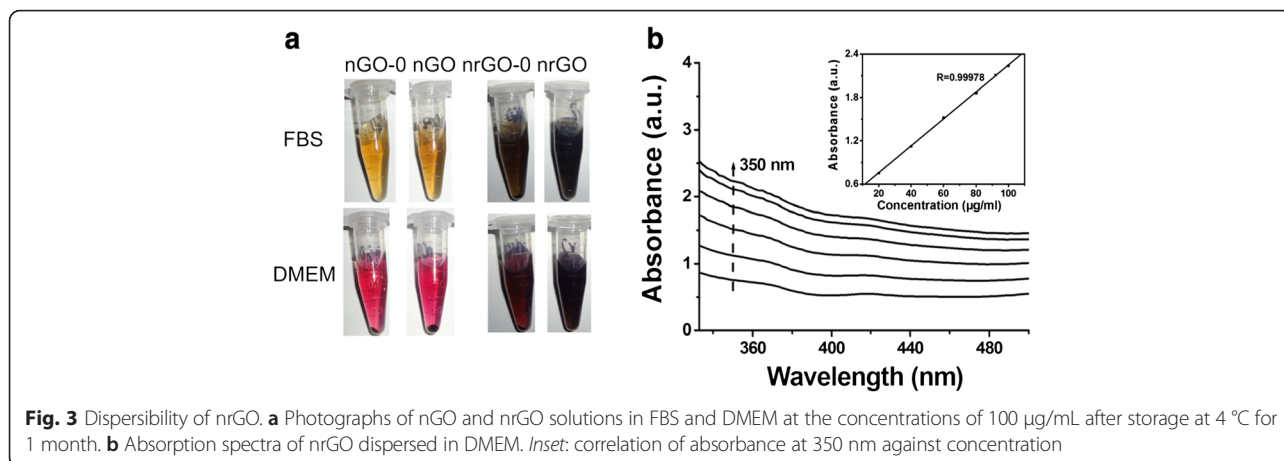 a
nGO-0 nGO nrGO-0 nrGO
FBS
DMEM
b
Absorbance (a.u.)
4
3
2
1
0
350 nm
360 400 440 480
Wavelength (nm)
Absorbance (a.u.)
2.4
1.8
1.2
0.6
R=0.99978
20 40 60 80 100
Concentration (µg/ml)
Fig. 3 Dispersibility of nrGO. a Photographs of nGO and nrGO solutions in FBS and DMEM at the concentrations of 100 μg/mL after storage at 4 °C for
1 month. b Absorption spectra of nrGO dispersed in DMEM. Inset: correlation of absorbance at 350 nm against concentration